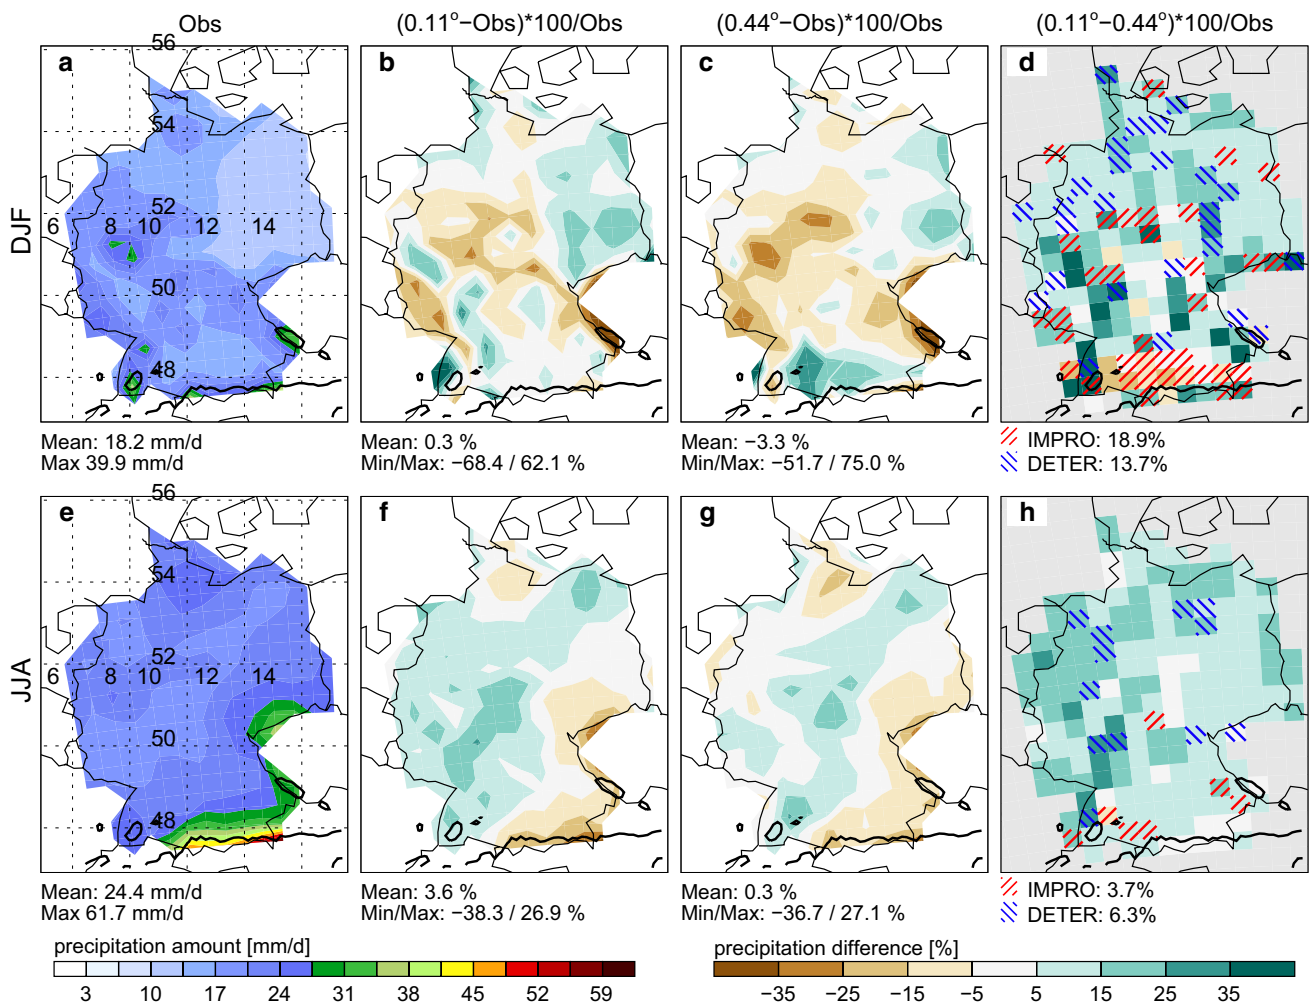 Obs
(0.11°−Obs)*100/Obs
(0.44°−Obs)*100/Obs
(0.11°−0.44°)*100/Obs
DJF
a
56
54
52
6 8 10 12 14
50
48
b
c
d
Mean: 18.2 mm/d
Max 39.9 mm/d
Mean: 0.3 %
Min/Max: −68.4 / 62.1 %
Mean: −3.3 %
Min/Max: −51.7 / 75.0 %
IMPRO: 18.9%
DETER: 13.7%
JJA
e
56
54
52
6 8 10 12 14
50
48
f
g
h
Mean: 24.4 mm/d
Max 61.7 mm/d
Mean: 3.6 %
Min/Max: −38.3 / 26.9 %
Mean: 0.3 %
Min/Max: −36.7 / 27.1 %
IMPRO: 3.7%
DETER: 6.3%
precipitation amount [mm/d]
3 10 17 24 31 38 45 52 59
precipitation difference [%]
−35 −25 −15 −5 5 15 25 35